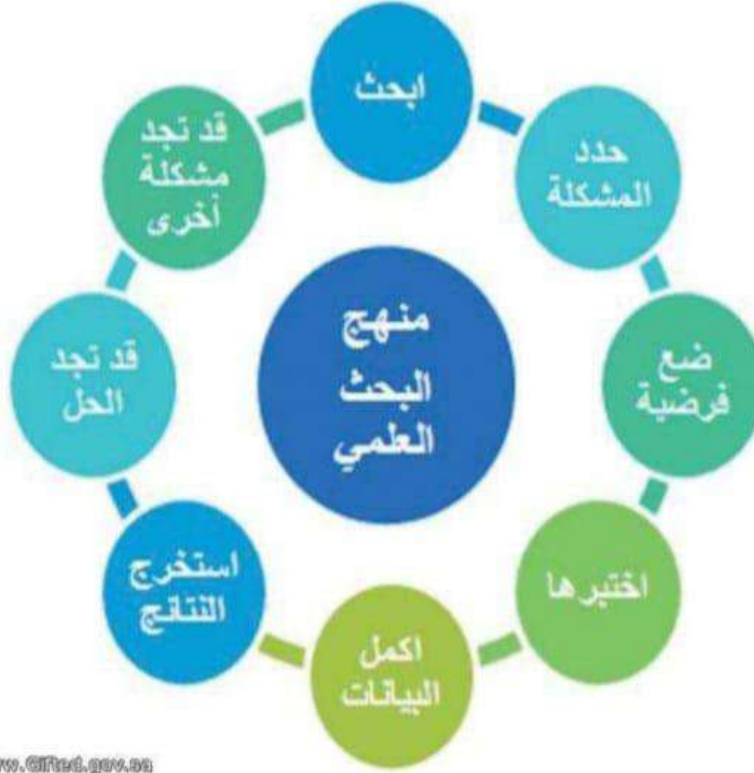 ابحث
حدد
المشكلة
ضع
فرضية
اختبرها
اكمل
البيانات
استخرج
النتائج
قد تجد
الحل
قد تجد
مشكلة
أخرى
منهج
البحث
العلمي
www.Gifted.gov.sa